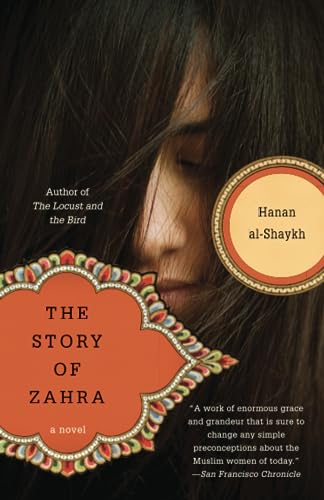 Author of
The Locust and
the Bird
Hanan
al-Shaykh
THE
STORY
OF
ZAHRA
a novel
"A work of enormous grace
and grandeur that is sure to
change any simple
preconceptions about the
Muslim women of today."
—San Francisco Chronicle